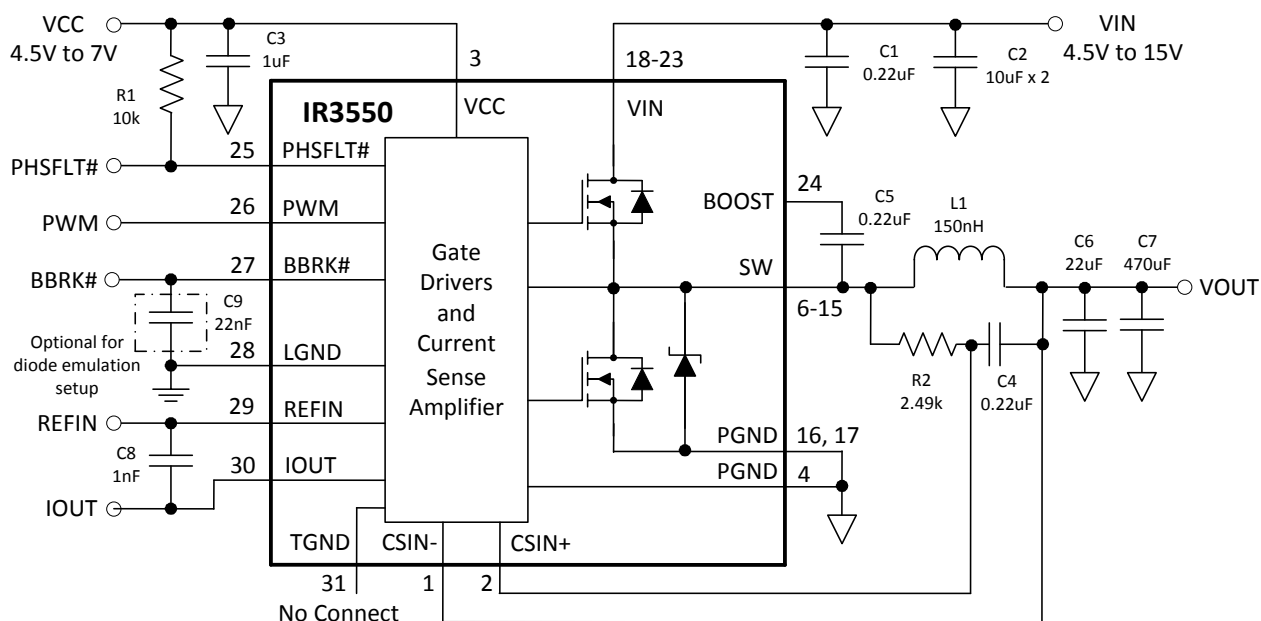 VCC
4.5V to 7V
C3
1uF
3
18-23
C1
0.22uF
C2
10uF x 2
VIN
4.5V to 15V
R1
10k
IR3550
VCC
VIN
PHSFLT#
25
PHSFLT#
PWM
26
PWM
BOOST
24
C5
0.22uF
L1
150nH
C6
22uF
C7
470uF
BBRK#
27
BBRK#
Gate
Drivers
and
Current
Sense
Amplifier
SW
6-15
VOUT
C9
22nF
Optional for
diode emulation
setup
28
LGND
R2
2.49k
C4
0.22uF
REFIN
29
REFIN
C8
1nF
30
IOUT
IOUT
PGND
16, 17
PGND
4
TGND
CSIN-
CSIN+
31
1
2
No Connect